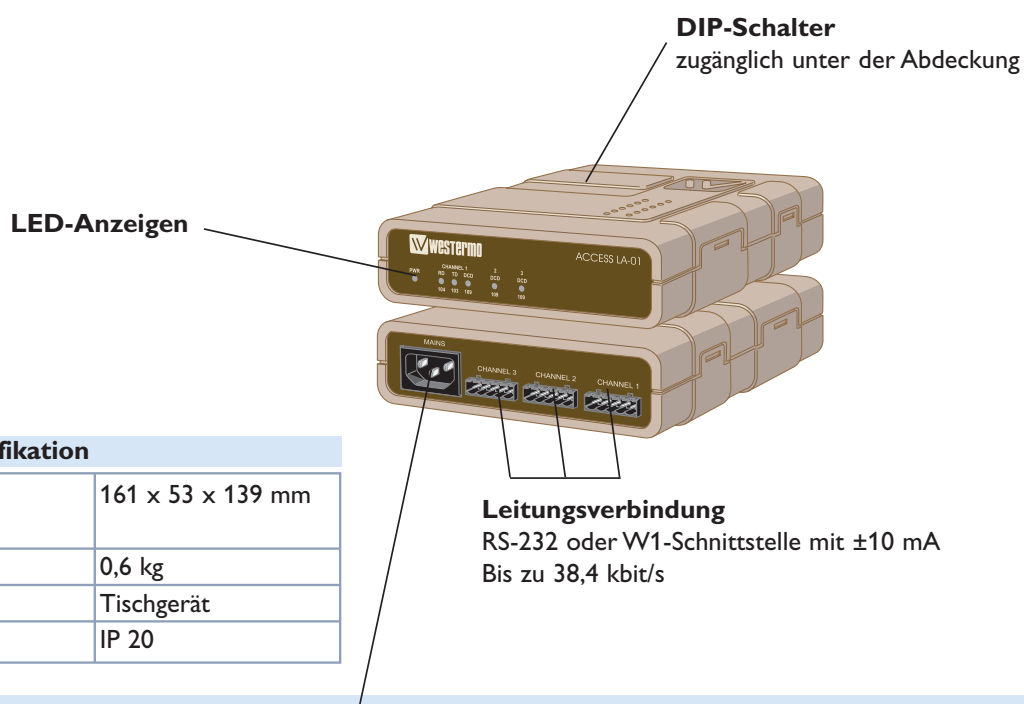 DIP-Schalter
zugänglich unter der Abdeckung
LED-Anzeigen
westermo
ACCESS LA-01
CHANNEL 1 2 3
PWR RD TD DCD DCD DCD
104 103 109 109 109
MAINS
CHANNEL 3
CHANNEL 2
CHANNEL 1
fikation
161 x 53 x 139 mm
0,6 kg
Tischgerät
IP 20
Leitungsverbindung
RS-232 oder W1-Schnittstelle mit ±10 mA
Bis zu 38,4 kbit/s